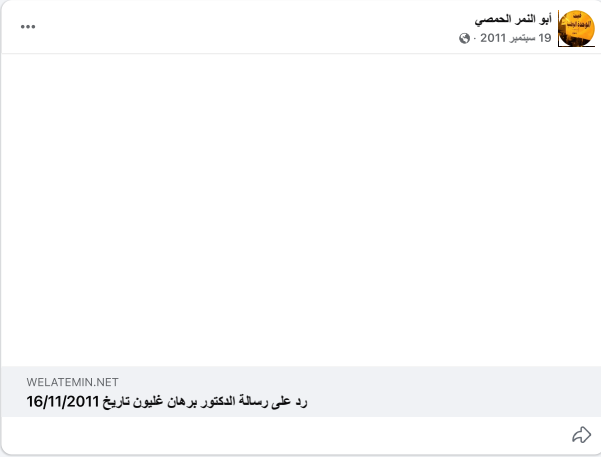 أبو النمر الحمصي
19 سبتمبر 2011 ·
WELATEMIN.NET
رد على رسالة الدكتور برهان غليون تاريخ 16/11/2011